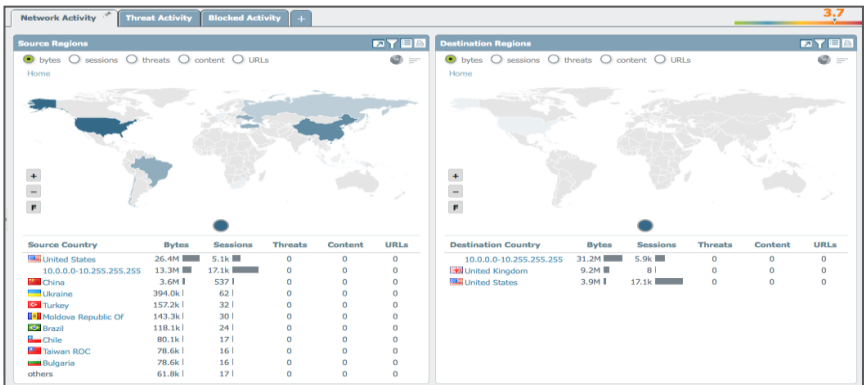 Network Activity Threat Activity Blocked Activity +
3.7
Source Regions
bytes sessions threats content URLs
Home
+
−
F
Source Country Bytes Sessions Threats Content URLs
United States 26.4M 5.1k 0 0 0
10.0.0.0-10.255.255.255 13.3M 17.1k 0 0 0
China 3.6M 537 0 0 0
Ukraine 394.0k 62 0 0 0
Turkey 157.2k 32 0 0 0
Moldova Republic Of 143.3k 30 0 0 0
Brazil 118.1k 24 0 0 0
Chile 80.1k 17 0 0 0
Taiwan ROC 78.6k 16 0 0 0
Bulgaria 78.6k 16 0 0 0
others 61.8k 17 0 0 0
Destination Regions
bytes sessions threats content URLs
Home
+
−
F
Destination Country Bytes Sessions Threats Content URLs
10.0.0.0-10.255.255.255 31.2M 5.9k 0 0 0
United Kingdom 9.2M 8 0 0 0
United States 3.9M 17.1k 0 0 0